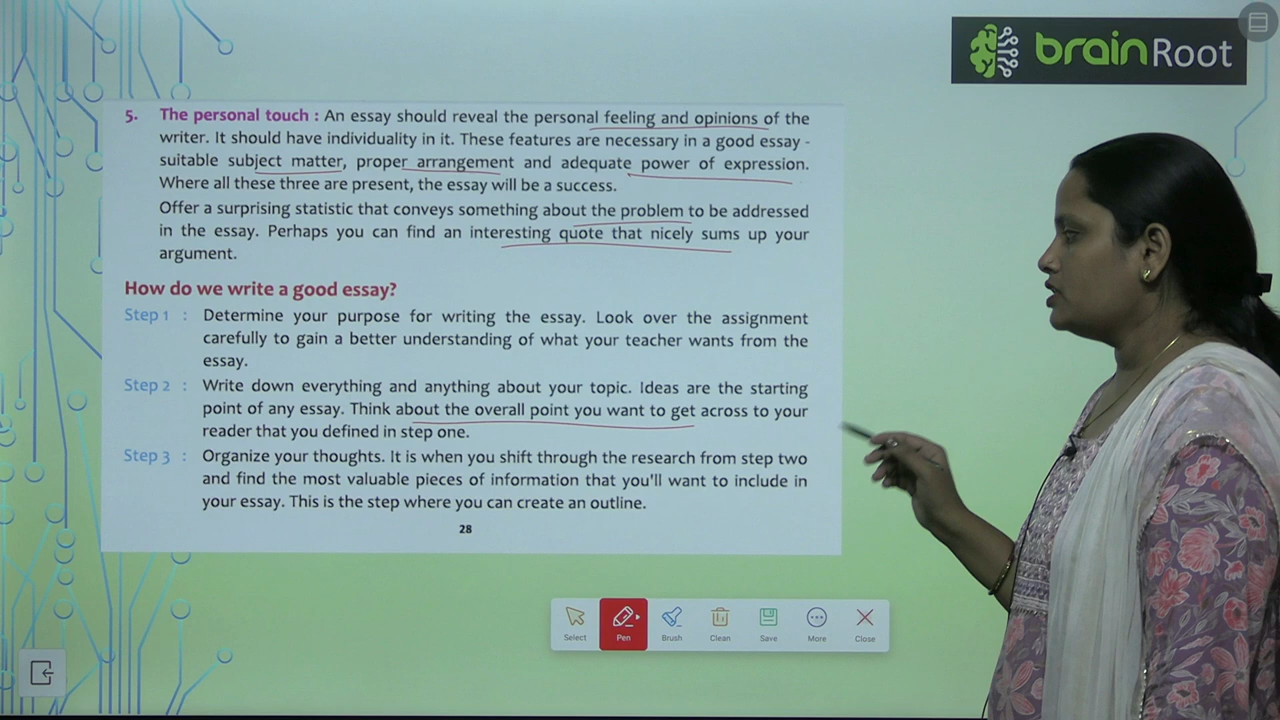 brainRoot
5. The personal touch : An essay should reveal the personal feeling and opinions of the
writer. It should have individuality in it. These features are necessary in a good essay -
suitable subject matter, proper arrangement and adequate power of expression.
Where all these three are present, the essay will be a success.
Offer a surprising statistic that conveys something about the problem to be addressed
in the essay. Perhaps you can find an interesting quote that nicely sums up your
argument.
How do we write a good essay?
Step 1 : Determine your purpose for writing the essay. Look over the assignment
carefully to gain a better understanding of what your teacher wants from the
essay.
Step 2 : Write down everything and anything about your topic. Ideas are the starting
point of any essay. Think about the overall point you want to get across to your
reader that you defined in step one.
Step 3 : Organize your thoughts. It is when you shift through the research from step two
and find the most valuable pieces of information that you'll want to include in
your essay. This is the step where you can create an outline.
28
Select Pen Brush Clean Save More Close